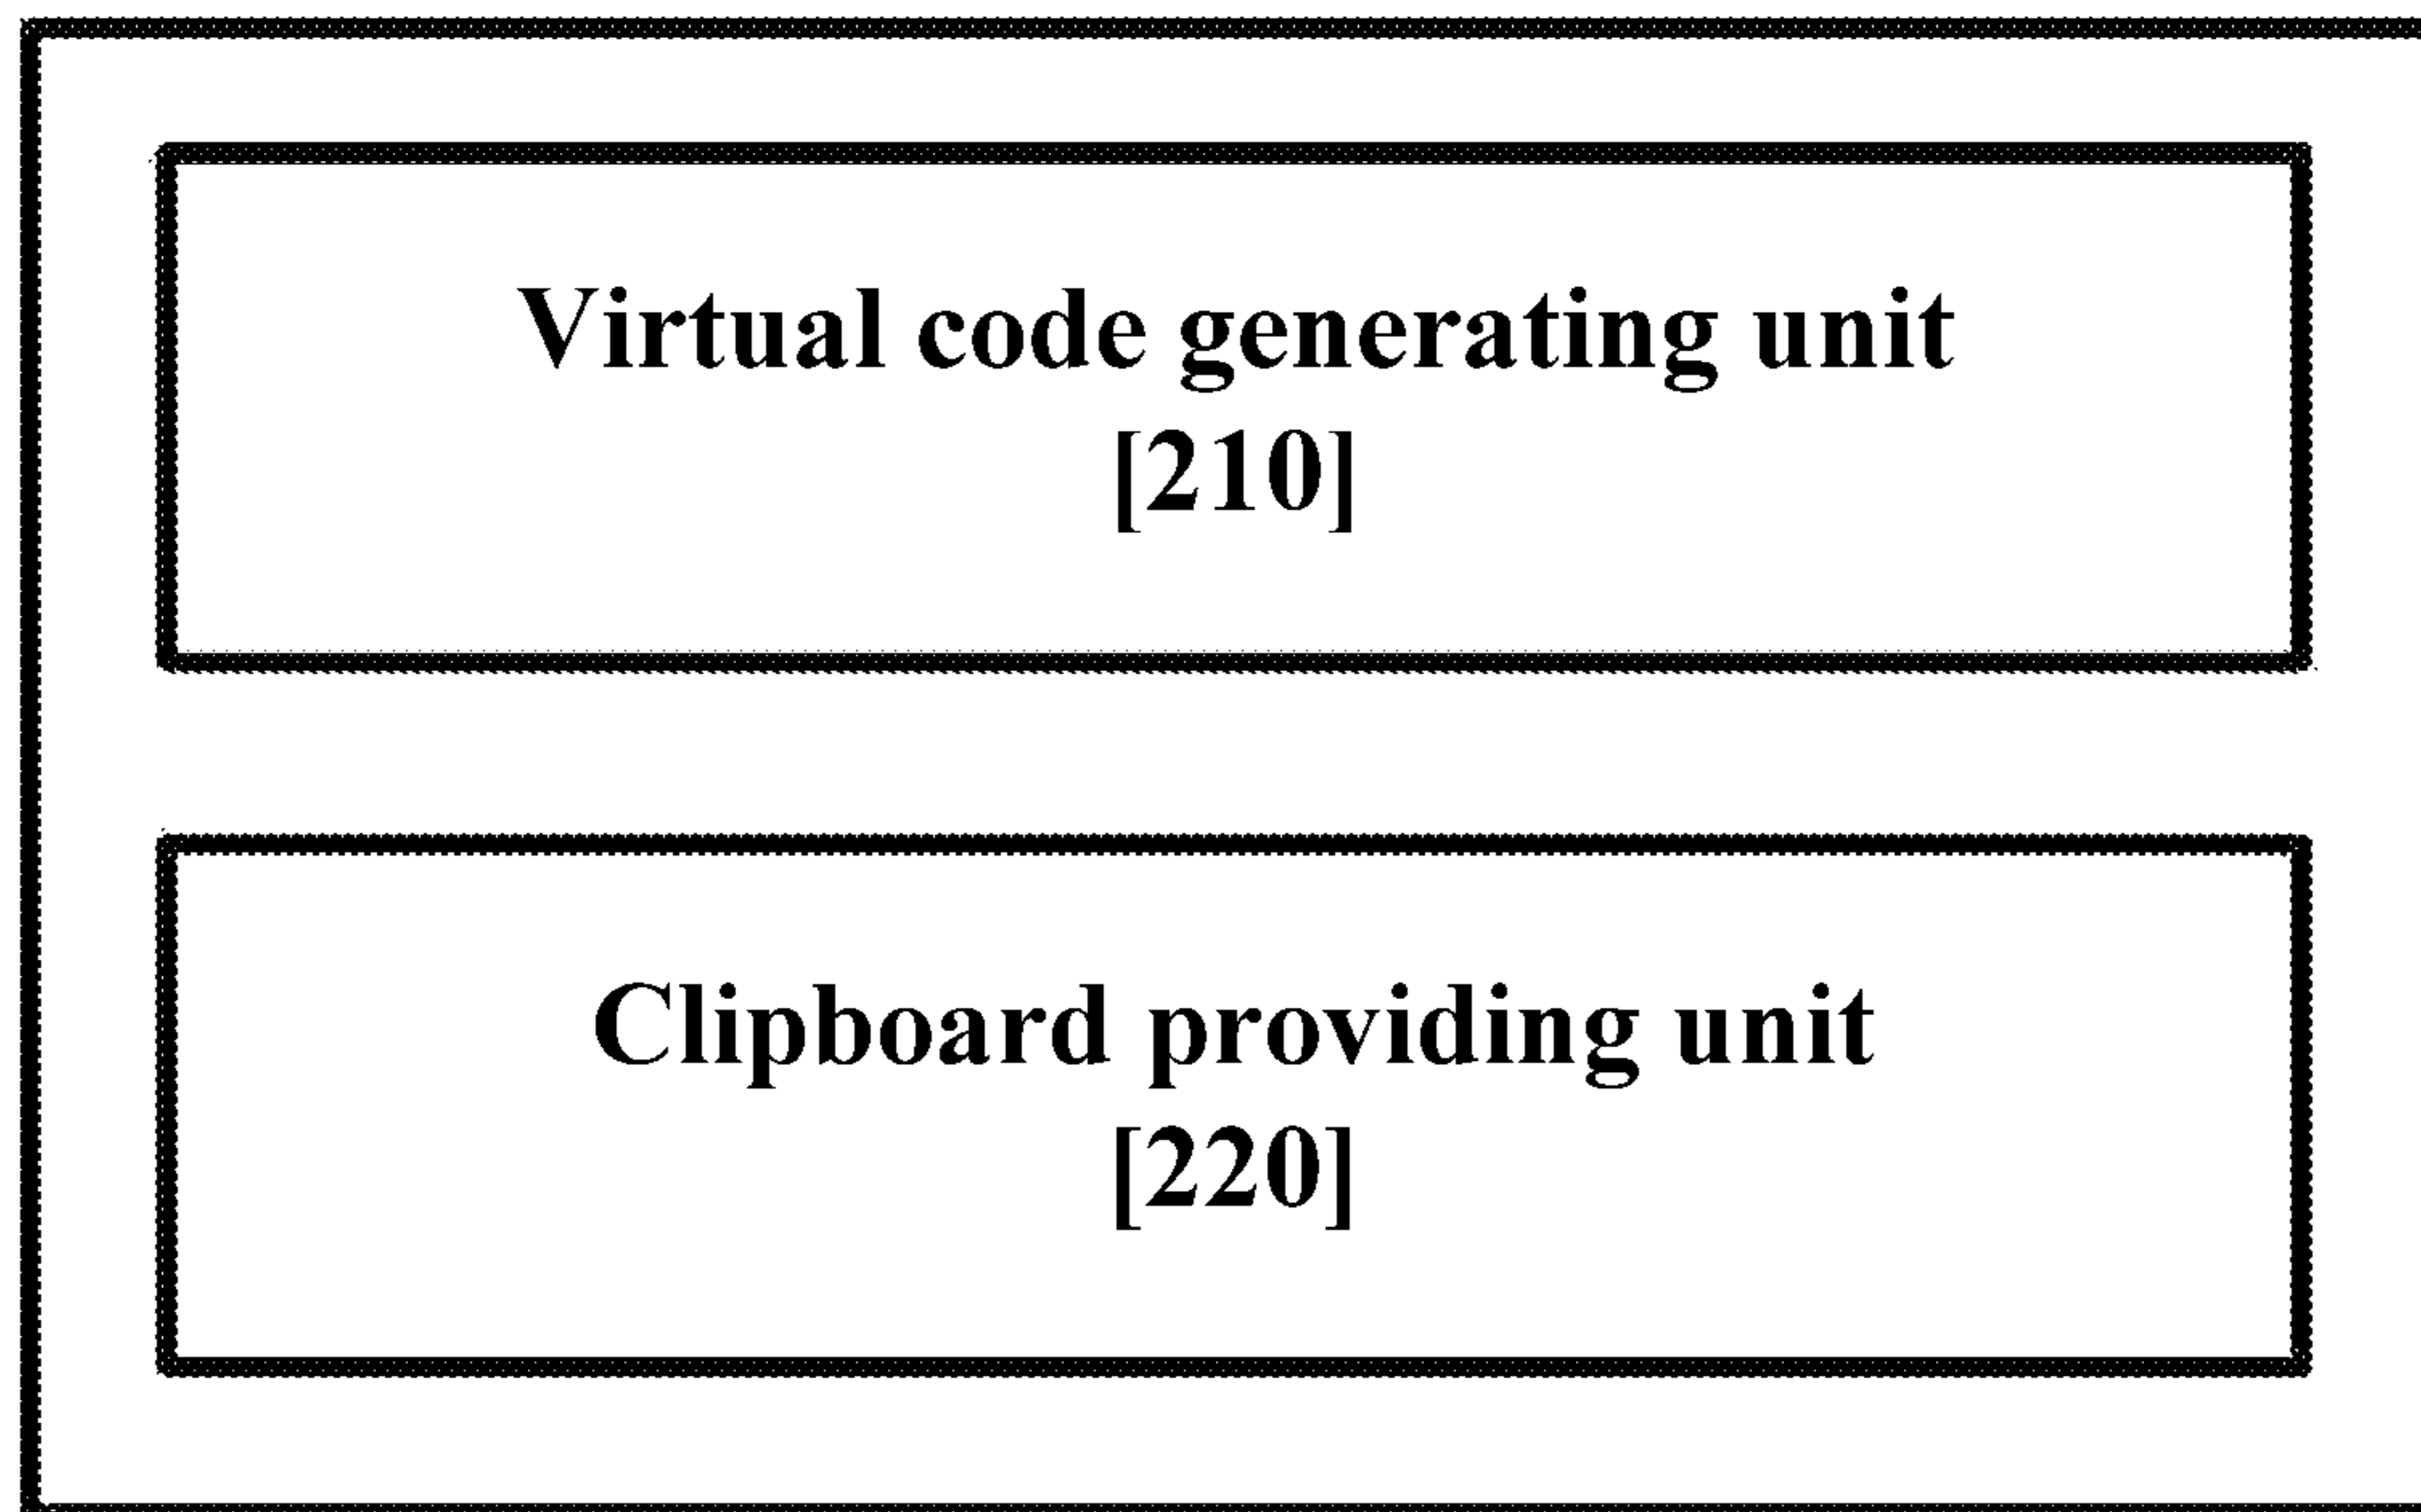 Virtual code generating unit
[210]
Clipboard providing unit
[220]